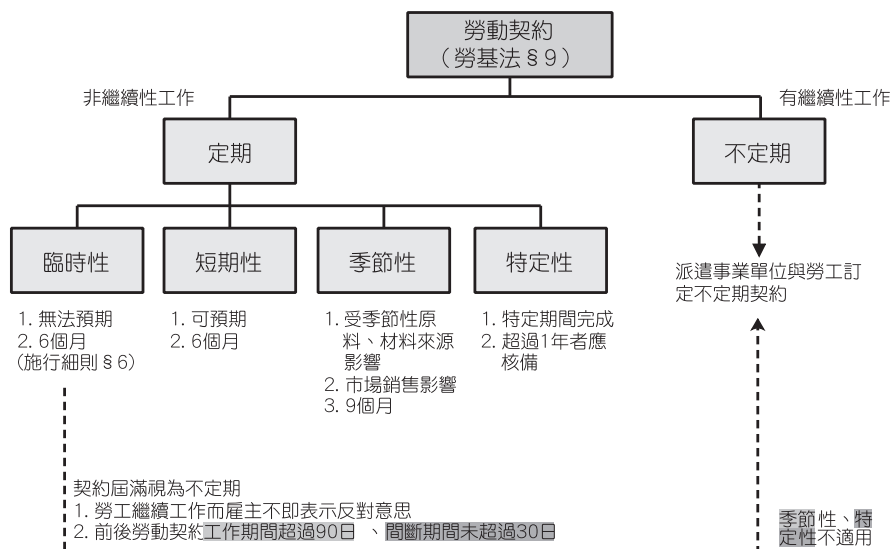 勞動契約
（勞基法§9）
非繼續性工作
有繼續性工作
定期
不定期
臨時性
短期性
季節性
特定性
派遣事業單位與勞工訂
定不定期契約
1. 無法預期
2. 6個月
(施行細則§6)
1. 可預期
2. 6個月
1. 受季節性原
料、材料來源
影響
2. 市場銷售影響
3. 9個月
1. 特定期間完成
2. 超過1年者應
核備
契約屆滿視為不定期
1. 勞工繼續工作而雇主不即表示反對意思
2. 前後勞動契約工作期間超過90日 、間斷期間未超過30日
季節性、特
定性不適用